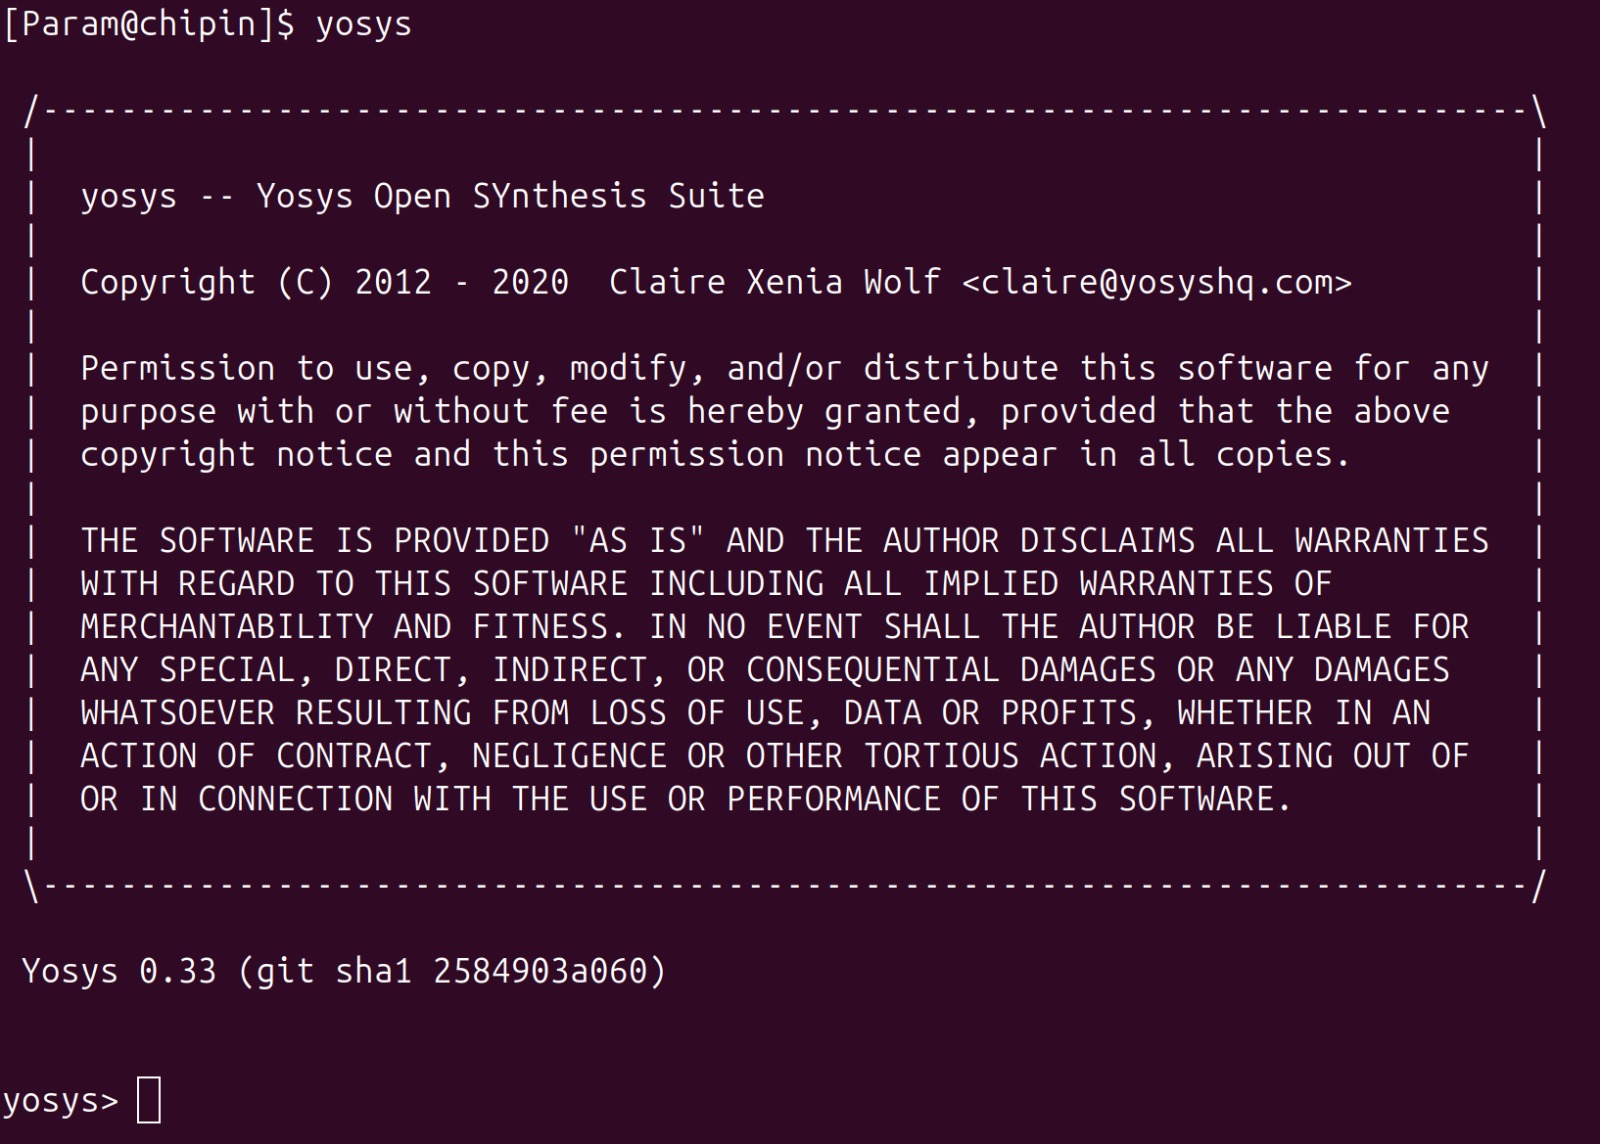 [Param@chipin]$ yosys
/----------------------------------------------------------------------------\
|                                                                            |
|  yosys -- Yosys Open SYnthesis Suite                                       |
|                                                                            |
|  Copyright (C) 2012 - 2020  Claire Xenia Wolf <claire@yosyshq.com>         |
|                                                                            |
|  Permission to use, copy, modify, and/or distribute this software for any  |
|  purpose with or without fee is hereby granted, provided that the above    |
|  copyright notice and this permission notice appear in all copies.         |
|                                                                            |
|  THE SOFTWARE IS PROVIDED "AS IS" AND THE AUTHOR DISCLAIMS ALL WARRANTIES  |
|  WITH REGARD TO THIS SOFTWARE INCLUDING ALL IMPLIED WARRANTIES OF          |
|  MERCHANTABILITY AND FITNESS. IN NO EVENT SHALL THE AUTHOR BE LIABLE FOR   |
|  ANY SPECIAL, DIRECT, INDIRECT, OR CONSEQUENTIAL DAMAGES OR ANY DAMAGES    |
|  WHATSOEVER RESULTING FROM LOSS OF USE, DATA OR PROFITS, WHETHER IN AN     |
|  ACTION OF CONTRACT, NEGLIGENCE OR OTHER TORTIOUS ACTION, ARISING OUT OF   |
|  OR IN CONNECTION WITH THE USE OR PERFORMANCE OF THIS SOFTWARE.            |
|                                                                            |
\----------------------------------------------------------------------------/
Yosys 0.33 (git sha1 2584903a060)
yosys>